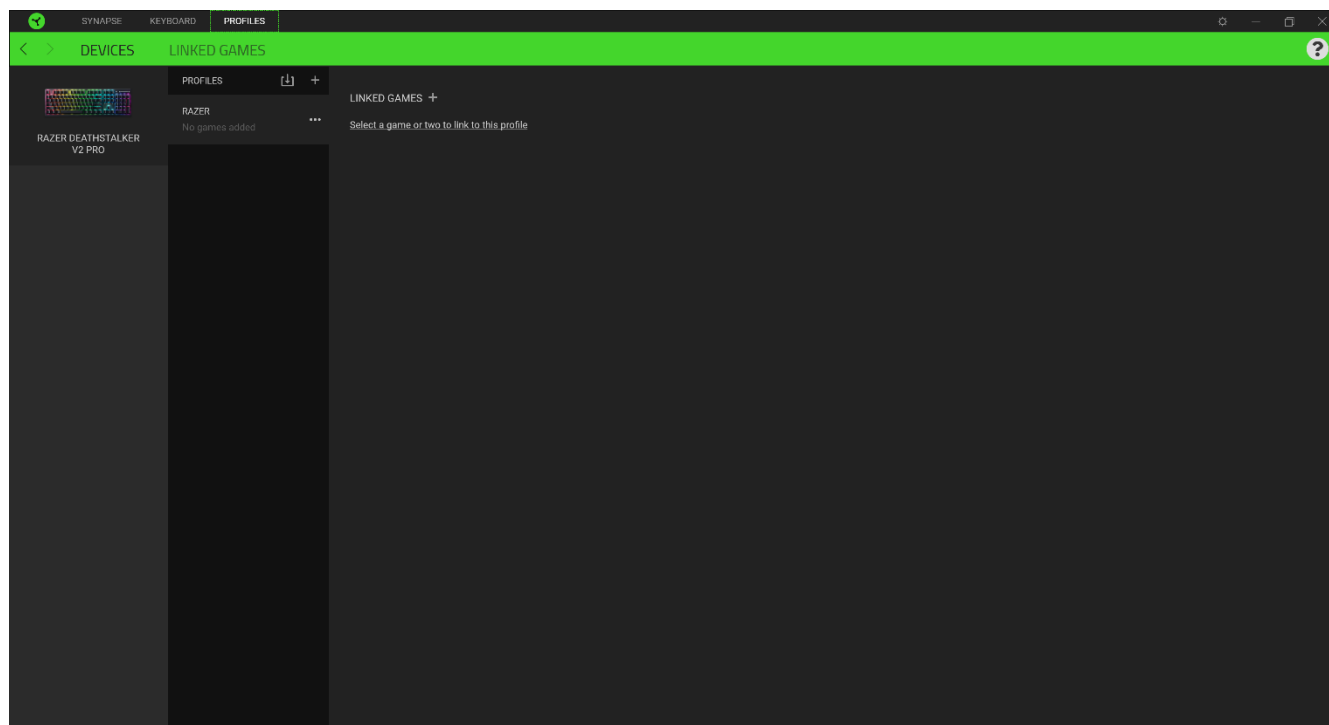 SYNAPSE KEYBOARD PROFILES
DEVICES LINKED GAMES
?
RAZER DEATHSTALKER
V2 PRO
PROFILES
RAZER
No games added
LINKED GAMES +
Select a game or two to link to this profile